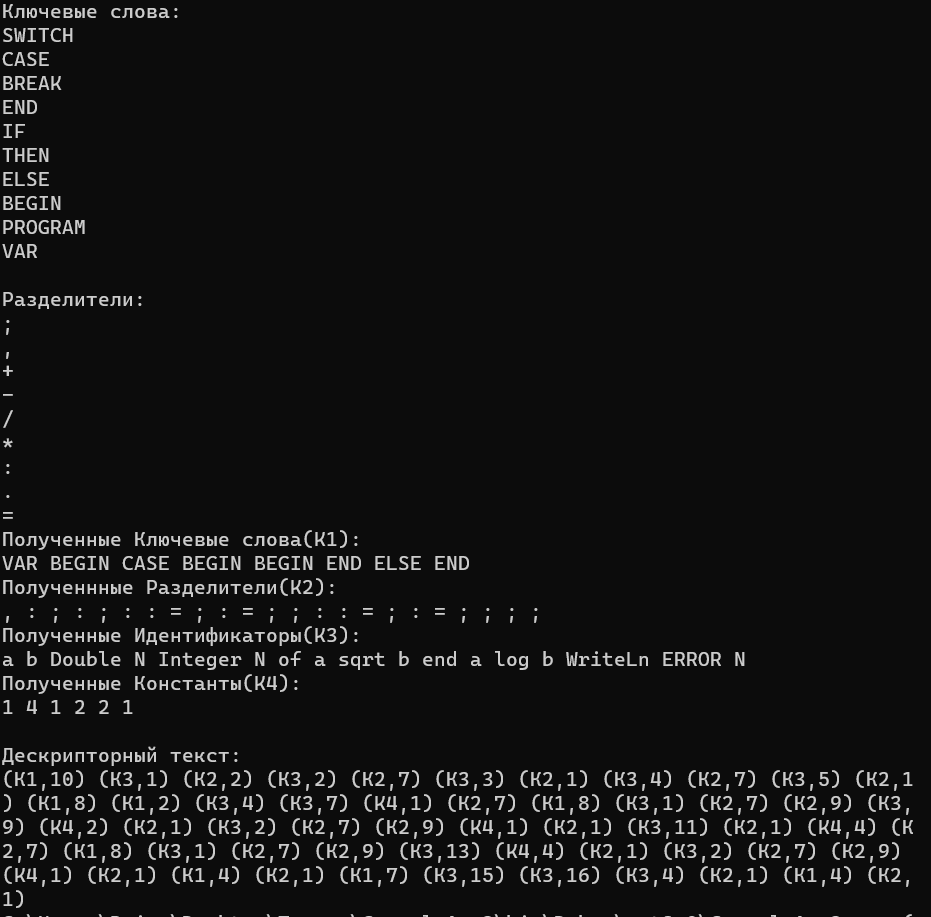 Ключевые слова:
SWITCH
CASE
BREAK
END
IF
THEN
ELSE
BEGIN
PROGRAM
VAR
Разделители:
;
,
+
-
/
*
:
.
=
Полученные Ключевые слова(К1):
VAR BEGIN CASE BEGIN BEGIN END ELSE END
Полученнные Разделители(К2):
, : ; : ; : : = ; : = ; ; : : = ; : = ; ; ; ;
Полученные Идентификаторы(К3):
a b Double N Integer N of a sqrt b end a log b WriteLn ERROR N
Полученные Константы(К4):
1 4 1 2 2 1
Дескрипторный текст:
(К1,10) (К3,1) (К2,2) (К3,2) (К2,7) (К3,3) (К2,1) (К3,4) (К2,7) (К3,5) (К2,1
) (К1,8) (К1,2) (К3,4) (К3,7) (К4,1) (К2,7) (К1,8) (К3,1) (К2,7) (К2,9) (К3,
9) (К4,2) (К2,1) (К3,2) (К2,7) (К2,9) (К4,1) (К2,1) (К3,11) (К2,1) (К4,4) (К
2,7) (К1,8) (К3,1) (К2,7) (К2,9) (К3,13) (К4,4) (К2,1) (К3,2) (К2,7) (К2,9)
(К4,1) (К2,1) (К1,4) (К2,1) (К1,7) (К3,15) (К3,16) (К3,4) (К2,1) (К1,4) (К2,
1)